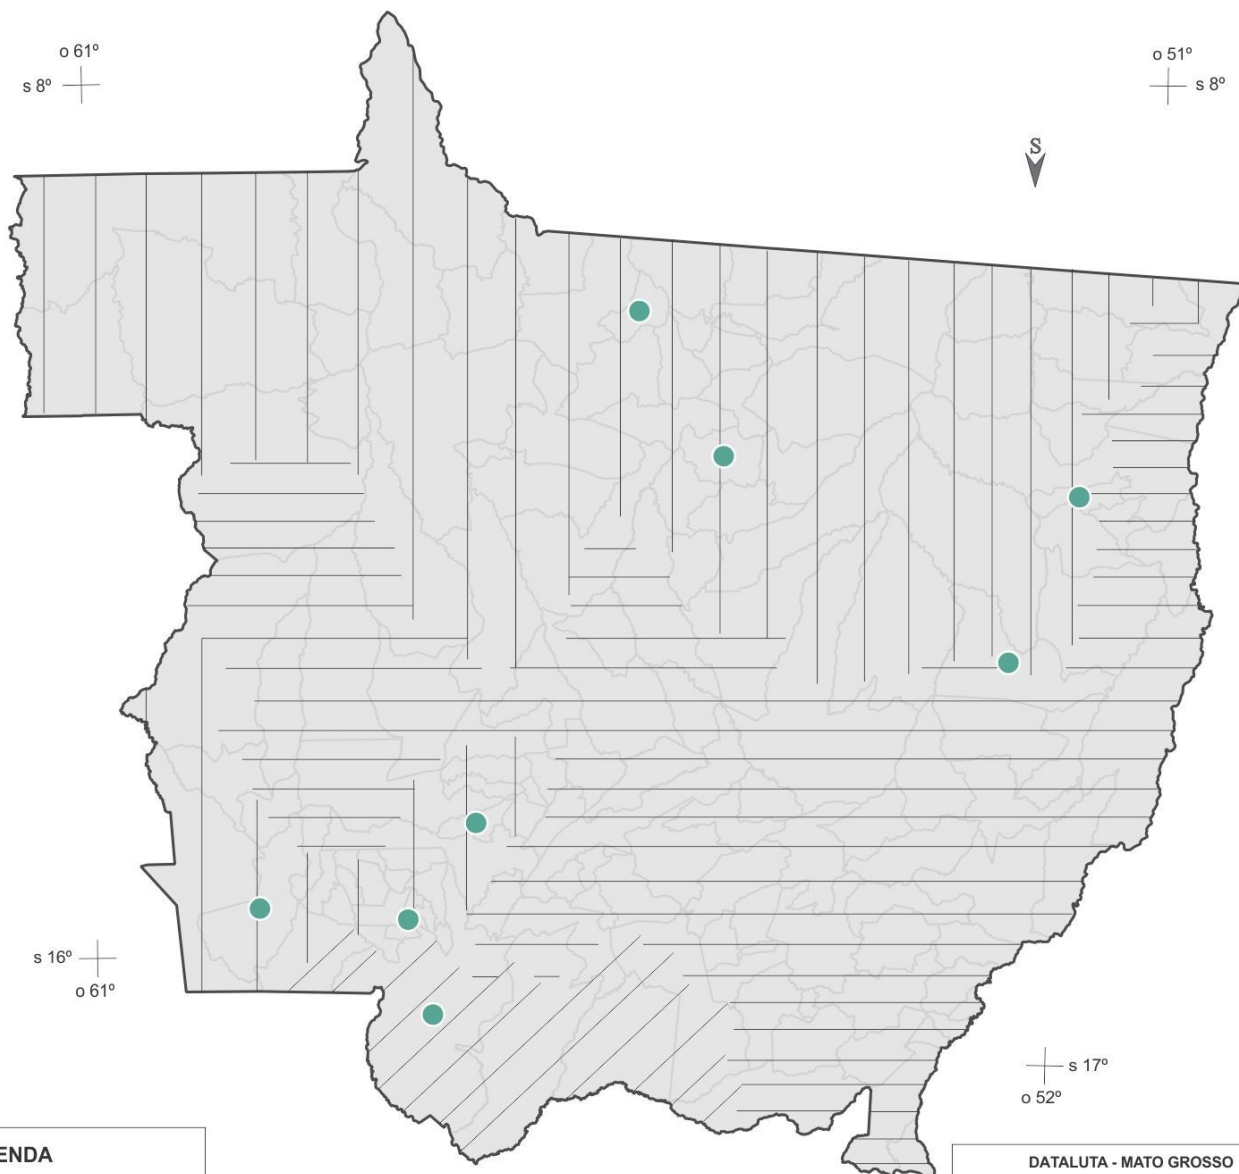 o 61º
s 8º
o 51º
s 8º
S
s 16º
o 61º
s 17º
o 52º
ENDA
DATALUTA - MATO GROSSO